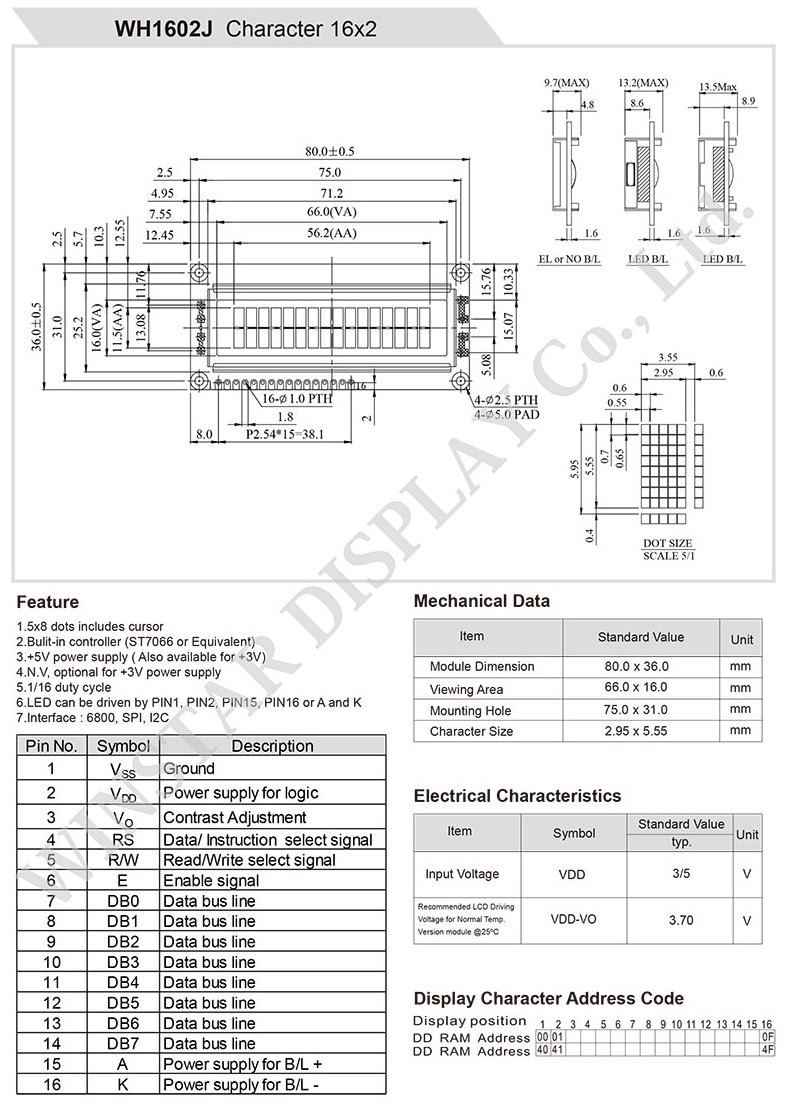 WH1602J Character 16x2
9.7(MAX) 13.2(MAX) 13.5Max
4.8 8.6 8.9
80.0±0.5
2.5 75.0
4.95 71.2
7.55 66.0(VA)
12.45 56.2(AA)
1.6 1.6 1.6
EL or NO B/L LED B/L LED B/L
2.5 5.7 10.3 12.55
11.76 15.76 10.33
36.0±0.5 31.0 25.2 16.0(VA) 11.5(AA) 13.08
15.07
5.08
16
16-Ø1.0 PTH
4-Ø2.5 PTH
4-Ø5.0 PAD
1.8
2
8.0 P2.54*15=38.1
3.55
2.95 0.6
0.6
0.55
5.95 5.55 0.7 0.65
0.4
DOT SIZE
SCALE 5/1
WINSTAR DISPLAY Co., Ltd.
Feature
1.5x8 dots includes cursor
2.Bulit-in controller (ST7066 or Equivalent)
3.+5V power supply ( Also available for +3V)
4.N.V, optional for +3V power supply
5.1/16 duty cycle
6.LED can be driven by PIN1, PIN2, PIN15, PIN16 or A and K
7.Interface : 6800, SPI, I2C
Pin No. Symbol Description
1 VSS Ground
2 VDD Power supply for logic
3 VO Contrast Adjustment
4 RS Data/ Instruction select signal
5 R/W Read/Write select signal
6 E Enable signal
7 DB0 Data bus line
8 DB1 Data bus line
9 DB2 Data bus line
10 DB3 Data bus line
11 DB4 Data bus line
12 DB5 Data bus line
13 DB6 Data bus line
14 DB7 Data bus line
15 A Power supply for B/L +
16 K Power supply for B/L -
Mechanical Data
Item Standard Value Unit
Module Dimension 80.0 x 36.0 mm
Viewing Area 66.0 x 16.0 mm
Mounting Hole 75.0 x 31.0 mm
Character Size 2.95 x 5.55 mm
Electrical Characteristics
Item Symbol Standard Value Unit
typ.
Input Voltage VDD 3/5 V
Recommended LCD Driving
Voltage for Normal Temp.
Version module @25ºC
VDD-VO 3.70 V
Display Character Address Code
Display position 1 2 3 4 5 6 7 8 9 10 11 12 13 14 15 16
DD RAM Address 00 01 0F
DD RAM Address 40 41 4F